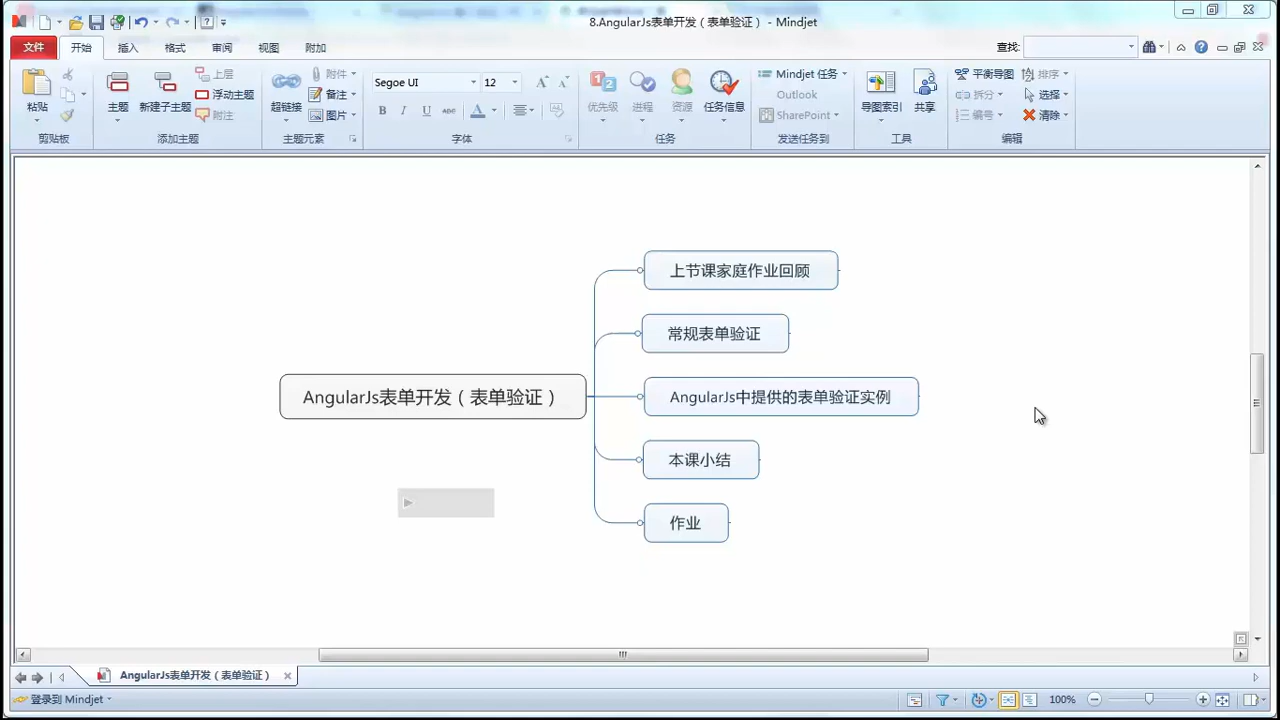 8.AngularJs表单开发（表单验证） - Mindjet
文件 开始 插入 格式 审阅 视图 附加 查找:
粘贴
剪贴板
主题 新建子主题 上层 浮动主题 附注
添加主题
超链接 附件 备注 图片
主题元素
Segoe UI 12
B I U abc A
字体
优先级 进程 资源 任务信息
任务
Mindjet 任务
Outlook
SharePoint
发送任务到
导图索引 共享
工具
平衡导图 排序
拆分 选择
编号 清除
编辑
上节课家庭作业回顾
常规表单验证
AngularJs表单开发（表单验证）
AngularJs中提供的表单验证实例
本课小结
作业
AngularJs表单开发（表单验证）
登录到 Mindjet 100%